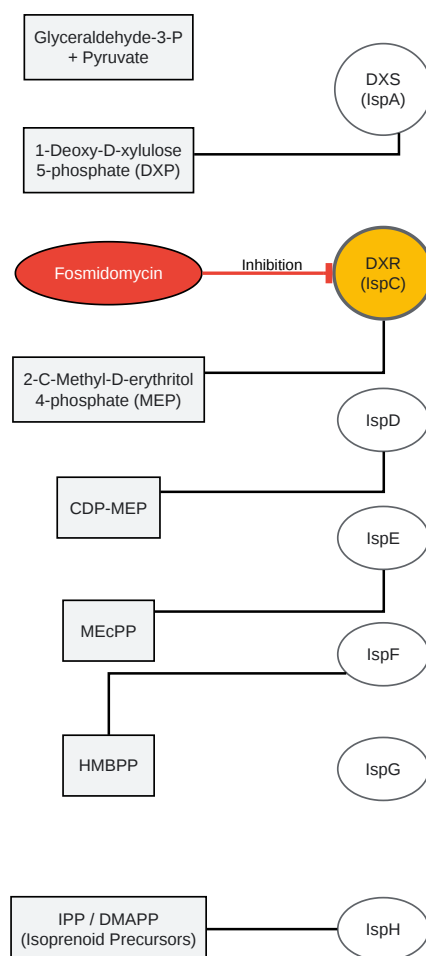 Glyceraldehyde-3-P
+ Pyruvate
DXS
(IspA)
1-Deoxy-D-xylulose
5-phosphate (DXP)
Fosmidomycin
Inhibition
DXR
(IspC)
2-C-Methyl-D-erythritol
4-phosphate (MEP)
IspD
CDP-MEP
IspE
MEcPP
IspF
HMBPP
IspG
IPP / DMAPP
(Isoprenoid Precursors)
IspH